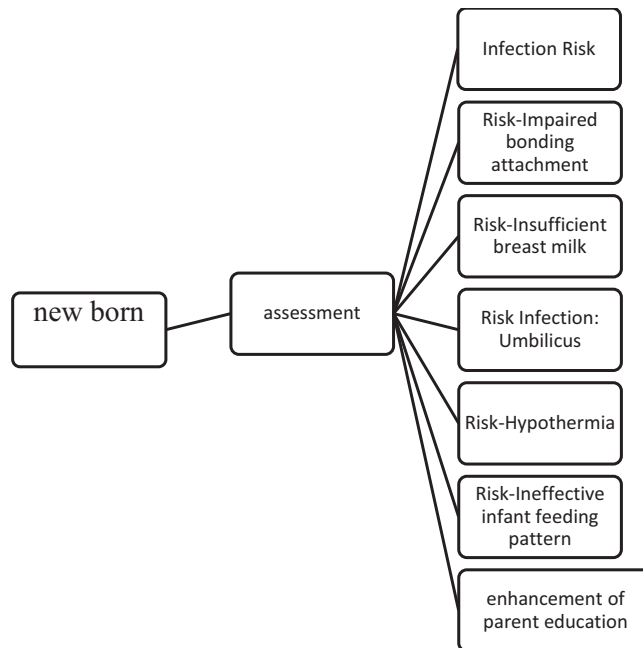 new born
assessment
Infection Risk
Risk-Impaired
bonding
attachment
Risk-Insufficient
breast milk
Risk Infection:
Umbilicus
Risk-Hypothermia
Risk-Ineffective
infant feeding
pattern
enhancement of
parent education